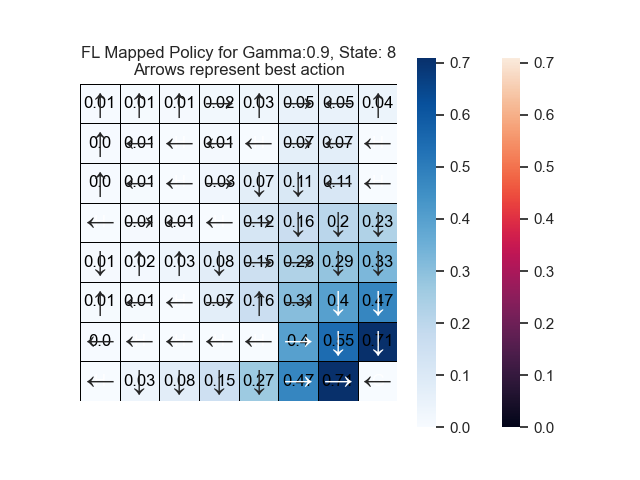 FL Mapped Policy for Gamma:0.9, State: 8
Arrows represent best action
0.01 0.01 0.01 0.02 0.03 0.05 0.05 0.04
0.0 0.01 0.01 0.07 0.07
0.0 0.01 0.03 0.07 0.11 0.11
0.01 0.01 0.12 0.16 0.2 0.23
0.01 0.02 0.03 0.08 0.15 0.23 0.29 0.33
0.01 0.01 0.07 0.16 0.31 0.4 0.47
0.0 0.4 0.55 0.71
0.03 0.08 0.15 0.27 0.47 0.71
0.7
0.6
0.5
0.4
0.3
0.2
0.1
0.0
0.7
0.6
0.5
0.4
0.3
0.2
0.1
0.0